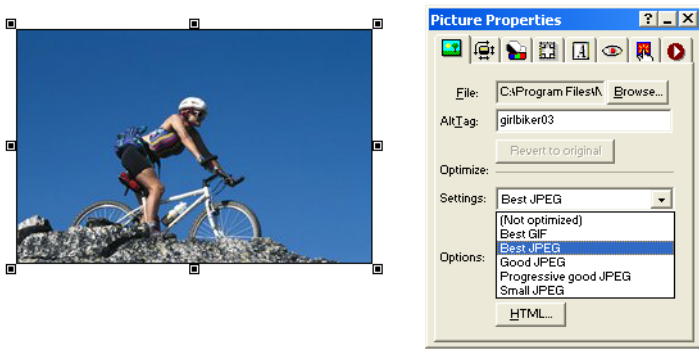 Picture Properties
File: C:\Program Files\ Browse...
AltTag: girlbiker03
Revert to original
Optimize:
Settings: Best JPEG
(Not optimized)
Best GIF
Best JPEG
Good JPEG
Options:
Progressive good JPEG
Small JPEG
HTML...